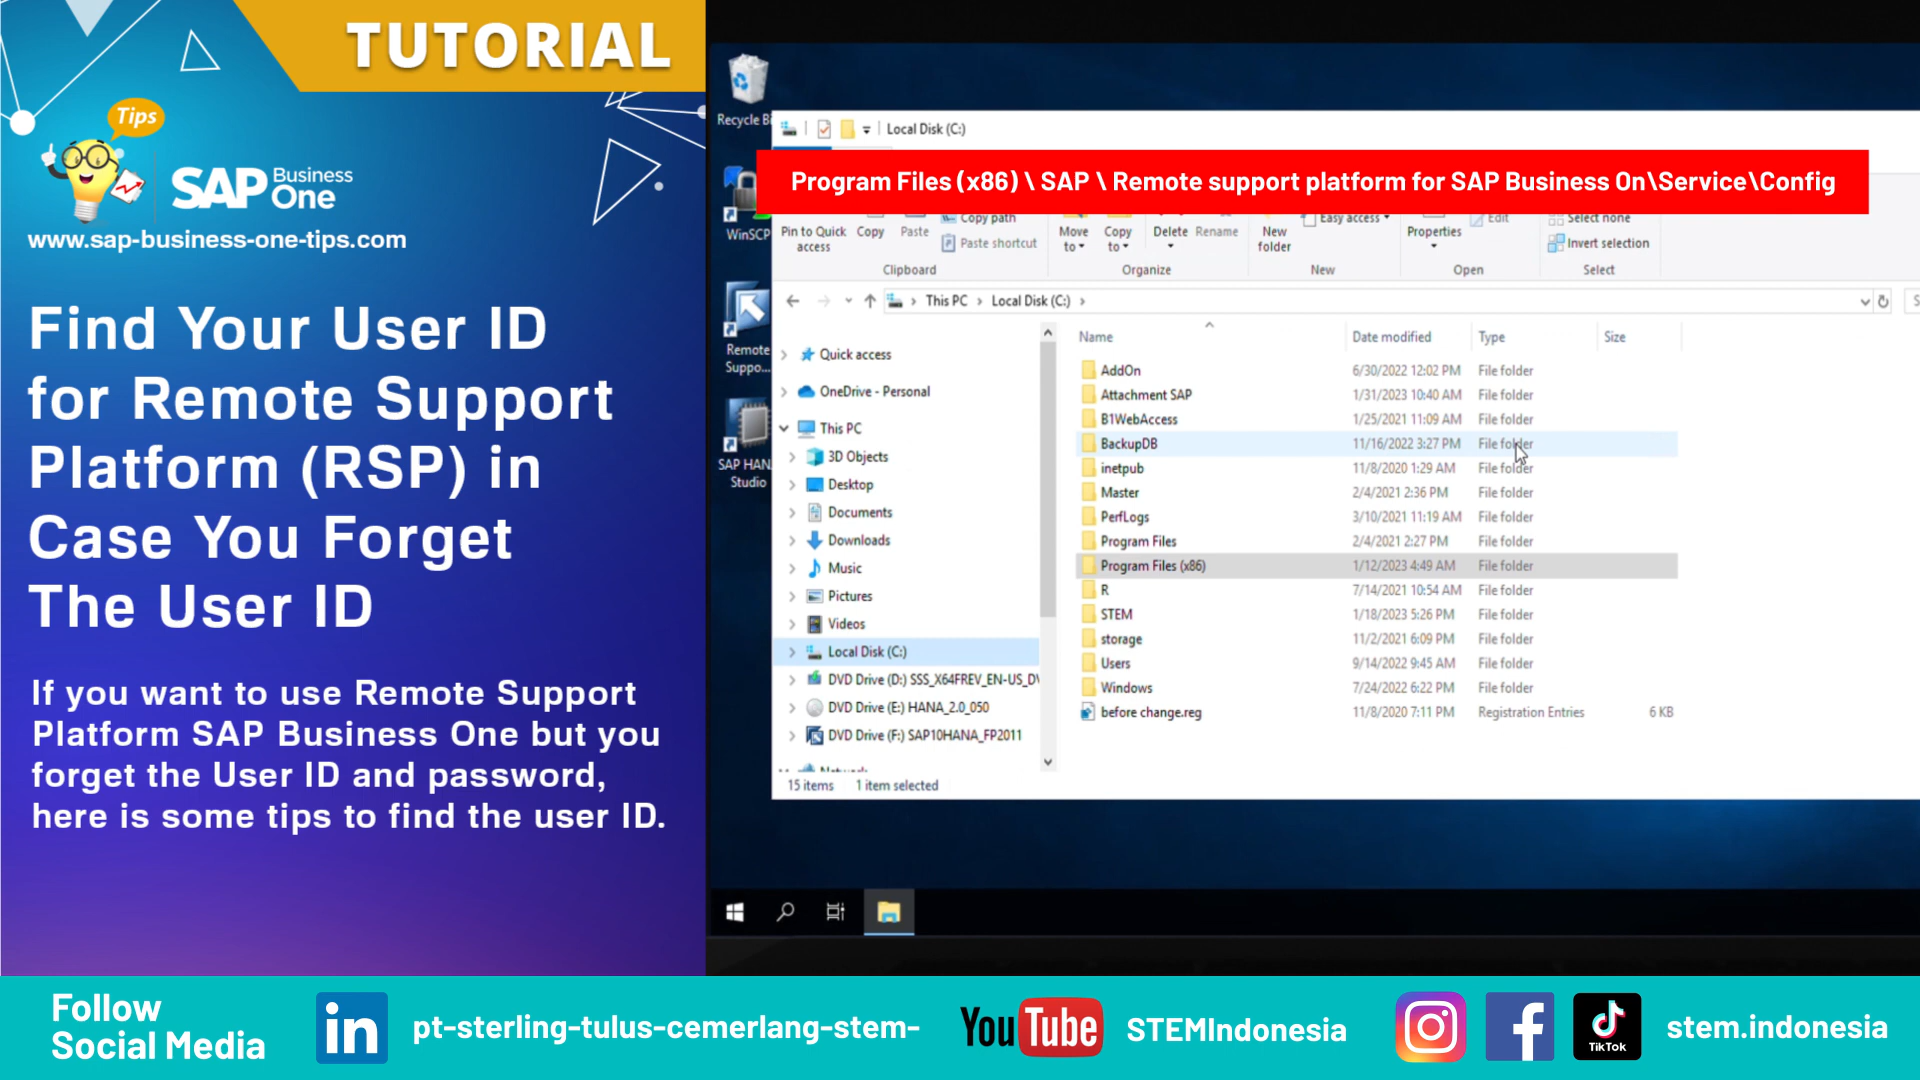 TUTORIAL
Tips
SAP Business One
www.sap-business-one-tips.com
Find Your User ID
for Remote Support
Platform (RSP) in
Case You Forget
The User ID
If you want to use Remote Support
Platform SAP Business One but you
forget the User ID and password,
here is some tips to find the user ID.
Recycle Bi
WinSCP
Remote
Suppo...
SAP HAN
Studio
Local Disk (C:)
Program Files (x86) \ SAP \ Remote support platform for SAP Business On\Service\Config
Pin to Quick
access
Copy
Paste
Copy path
Paste shortcut
Clipboard
Move
to
Copy
to
Delete
Rename
Organize
New
folder
Easy access
New
Properties
Edit
Open
Select none
Invert selection
Select
This PC > Local Disk (C:) >
Quick access
OneDrive - Personal
This PC
3D Objects
Desktop
Documents
Downloads
Music
Pictures
Videos
Local Disk (C:)
DVD Drive (D:) SSS_X64FREV_EN-US_D
DVD Drive (E:) HANA_2.0_050
DVD Drive (F:) SAP10HANA_FP2011
Name Date modified Type Size
AddOn 6/30/2022 12:02 PM File folder
Attachment SAP 1/31/2023 10:40 AM File folder
B1WebAccess 1/25/2021 11:09 AM File folder
BackupDB 11/16/2022 3:27 PM File folder
inetpub 11/8/2020 1:29 AM File folder
Master 2/4/2021 2:36 PM File folder
PerfLogs 3/10/2021 11:19 AM File folder
Program Files 2/4/2021 2:27 PM File folder
Program Files (x86) 1/12/2023 4:49 AM File folder
R 7/14/2021 10:54 AM File folder
STEM 1/18/2023 5:26 PM File folder
storage 11/2/2021 6:09 PM File folder
Users 9/14/2022 9:45 AM File folder
Windows 7/24/2022 6:22 PM File folder
before change.reg 11/8/2020 7:11 PM Registration Entries 6 KB
15 items 1 item selected
Follow
Social Media
in
pt-sterling-tulus-cemerlang-stem-
YouTube
STEMIndonesia
TikTok
stem.indonesia